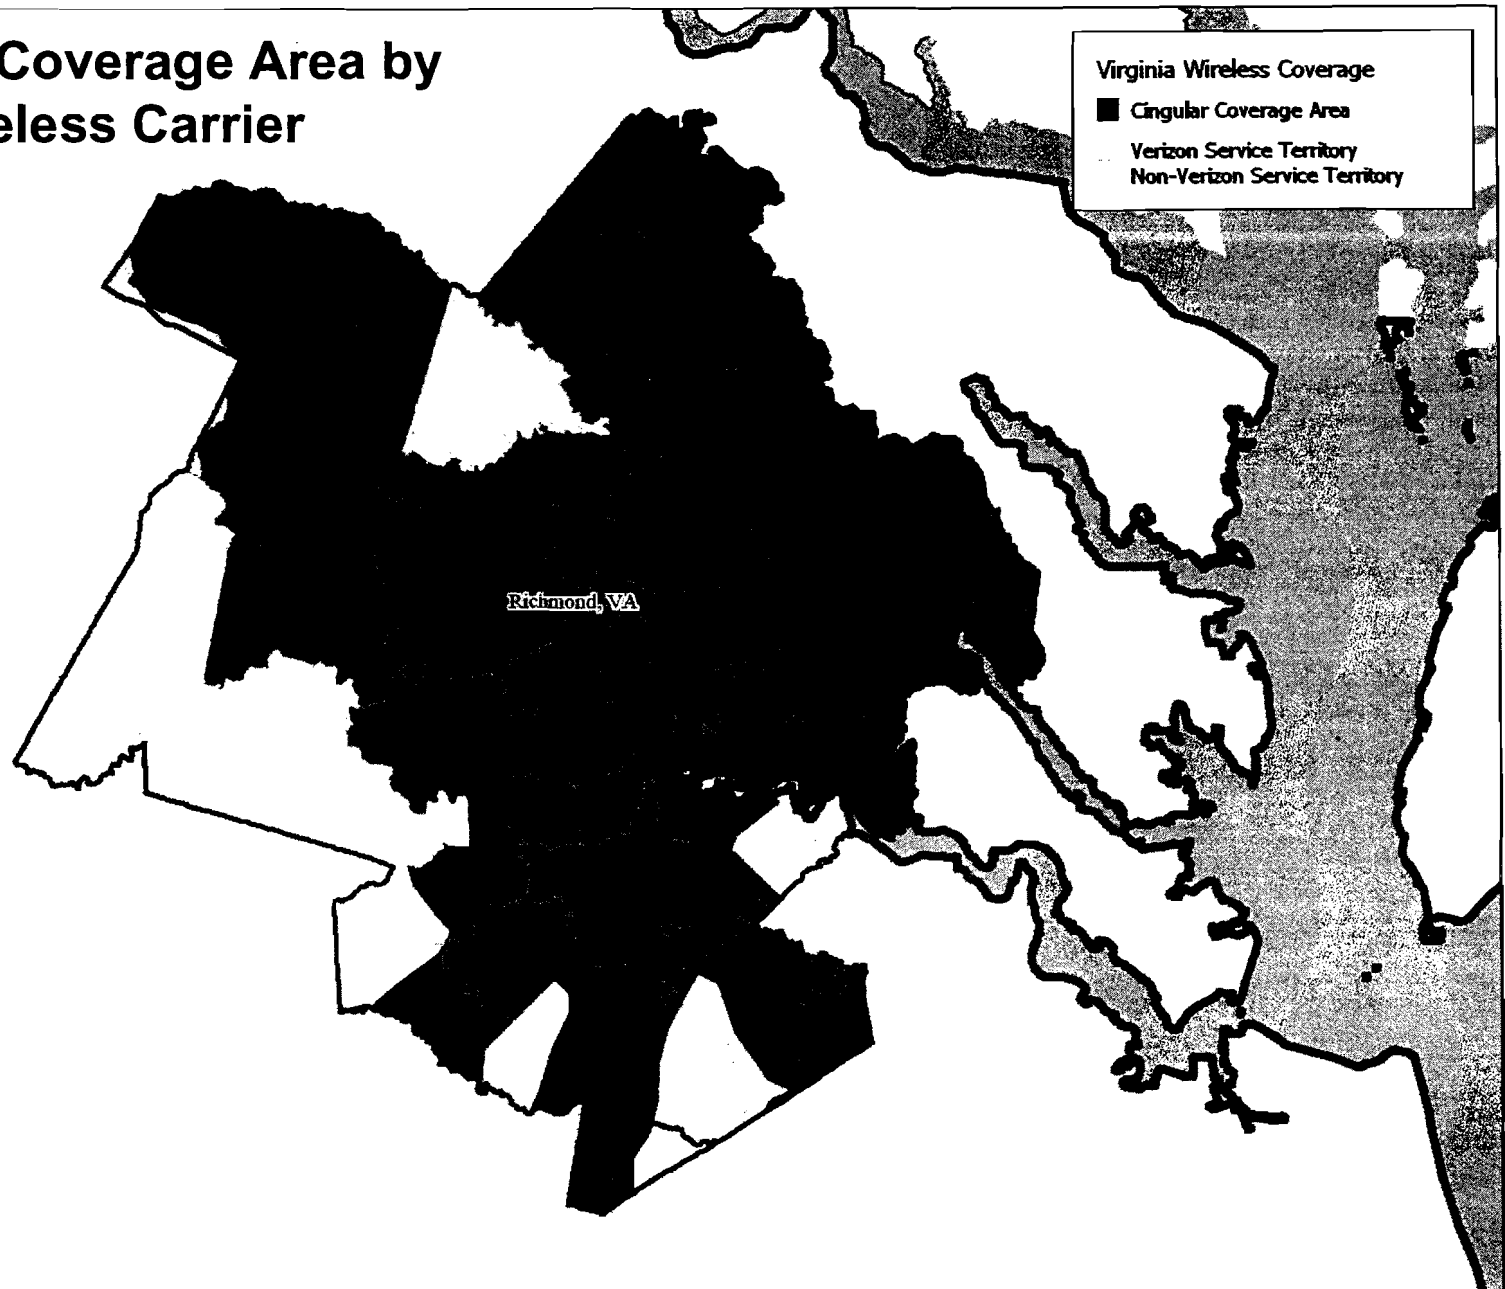 Coverage Area by
eless Carrier
Virginia Wireless Coverage
Cingular Coverage Area
Verizon Service Territory
Non-Verizon Service Territory
Richmond, VA